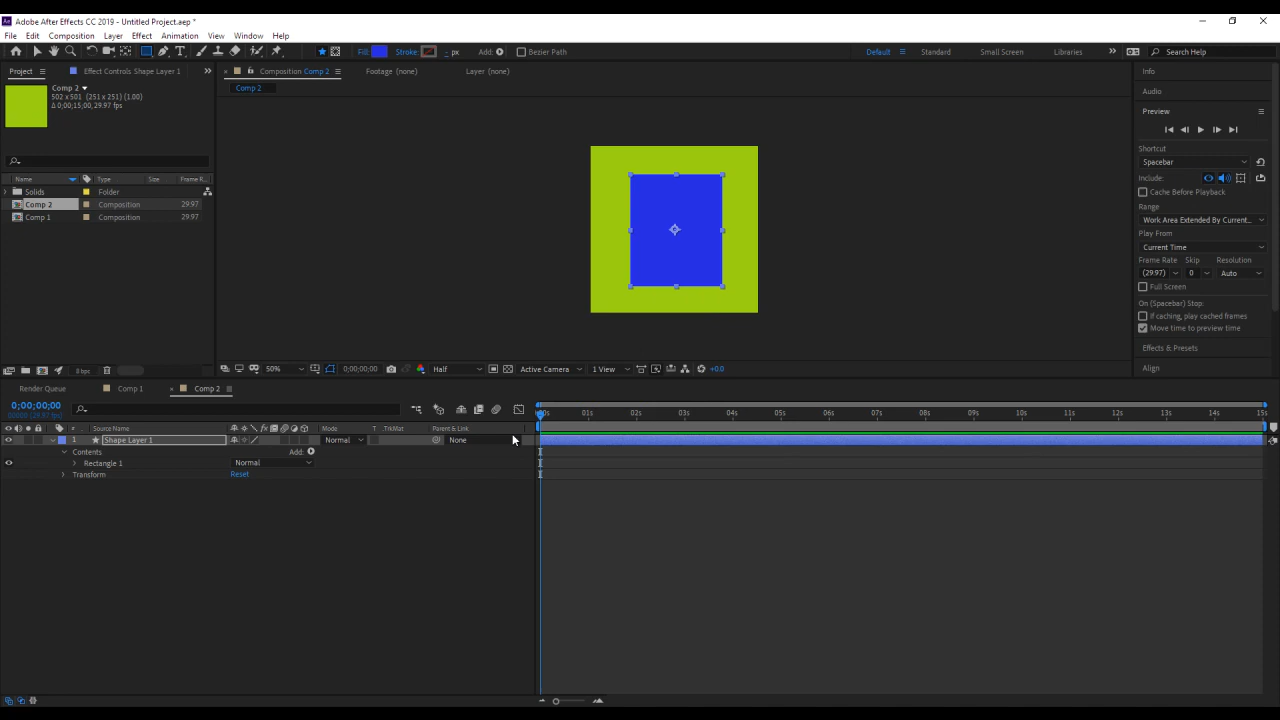 Adobe After Effects CC 2019 - Untitled Project.aep *
File Edit Composition Layer Effect Animation View Window Help
Fill: Stroke: - px Add: Bezier Path Default Standard Small Screen Libraries Search Help
Project Effect Controls Shape Layer 1 Composition Comp 2 Footage (none) Layer (none) Info
Comp 2
Comp 2
502 x 501 (251 x 251) (1.00)
Δ 0;00;15;00, 29.97 fps
Audio
Preview
Shortcut
Spacebar
Include:
Cache Before Playback
Range
Work Area Extended By Current...
Play From
Current Time
Frame Rate Skip Resolution
(29.97) 0 Auto
Full Screen
On (Spacebar) Stop:
If caching, play cached frames
Move time to preview time
Effects & Presets
Align
Name Type Size Frame R...
Solids Folder
Comp 2 Composition 29.97
Comp 1 Composition 29.97
8 bpc 50% 0;00;00;00 Half Active Camera 1 View +0.0
Render Queue Comp 1 Comp 2
0;00;00;00
00000 (29.97 fps)
:00s 01s 02s 03s 04s 05s 06s 07s 08s 09s 10s 11s 12s 13s 14s 15s
# Source Name Mode T .TrkMat Parent & Link
1 Shape Layer 1 Normal None
Contents Add:
Rectangle 1 Normal
Transform Reset